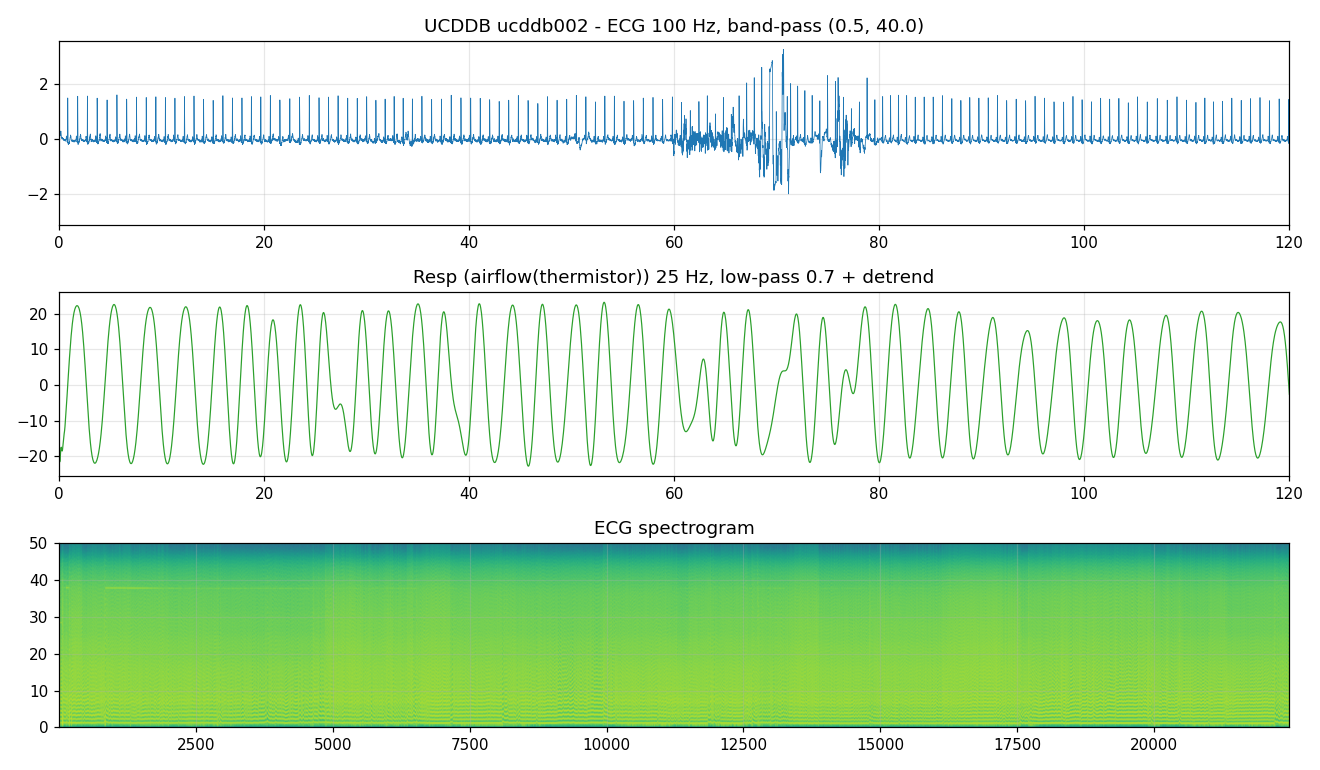 UCDDB ucddb002 - ECG 100 Hz, band-pass (0.5, 40.0)
2
0
−2
0 20 40 60 80 100 120
Resp (airflow(thermistor)) 25 Hz, low-pass 0.7 + detrend
20
10
0
−10
−20
0 20 40 60 80 100 120
ECG spectrogram
50
40
30
20
10
0
2500 5000 7500 10000 12500 15000 17500 20000